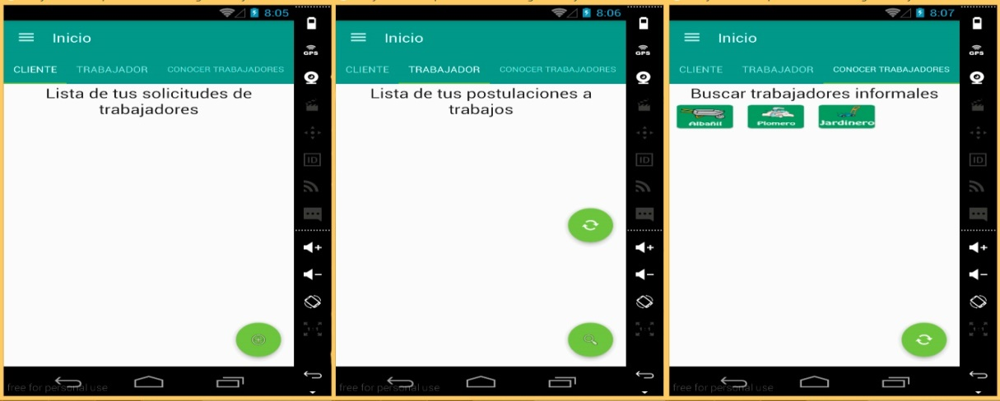 8:05
Inicio
CLIENTE TRABAJADOR CONOCER TRABAJADORES
Lista de tus solicitudes de
trabajadores
free for personal use
GPS
ID
8:06
Inicio
CLIENTE TRABAJADOR CONOCER TRABAJADORES
Lista de tus postulaciones a
trabajos
free for personal use
GPS
ID
8:07
Inicio
CLIENTE TRABAJADOR CONOCER TRABAJADORES
Buscar trabajadores informales
Albañil Plomero Jardinero
free for personal use
GPS
ID